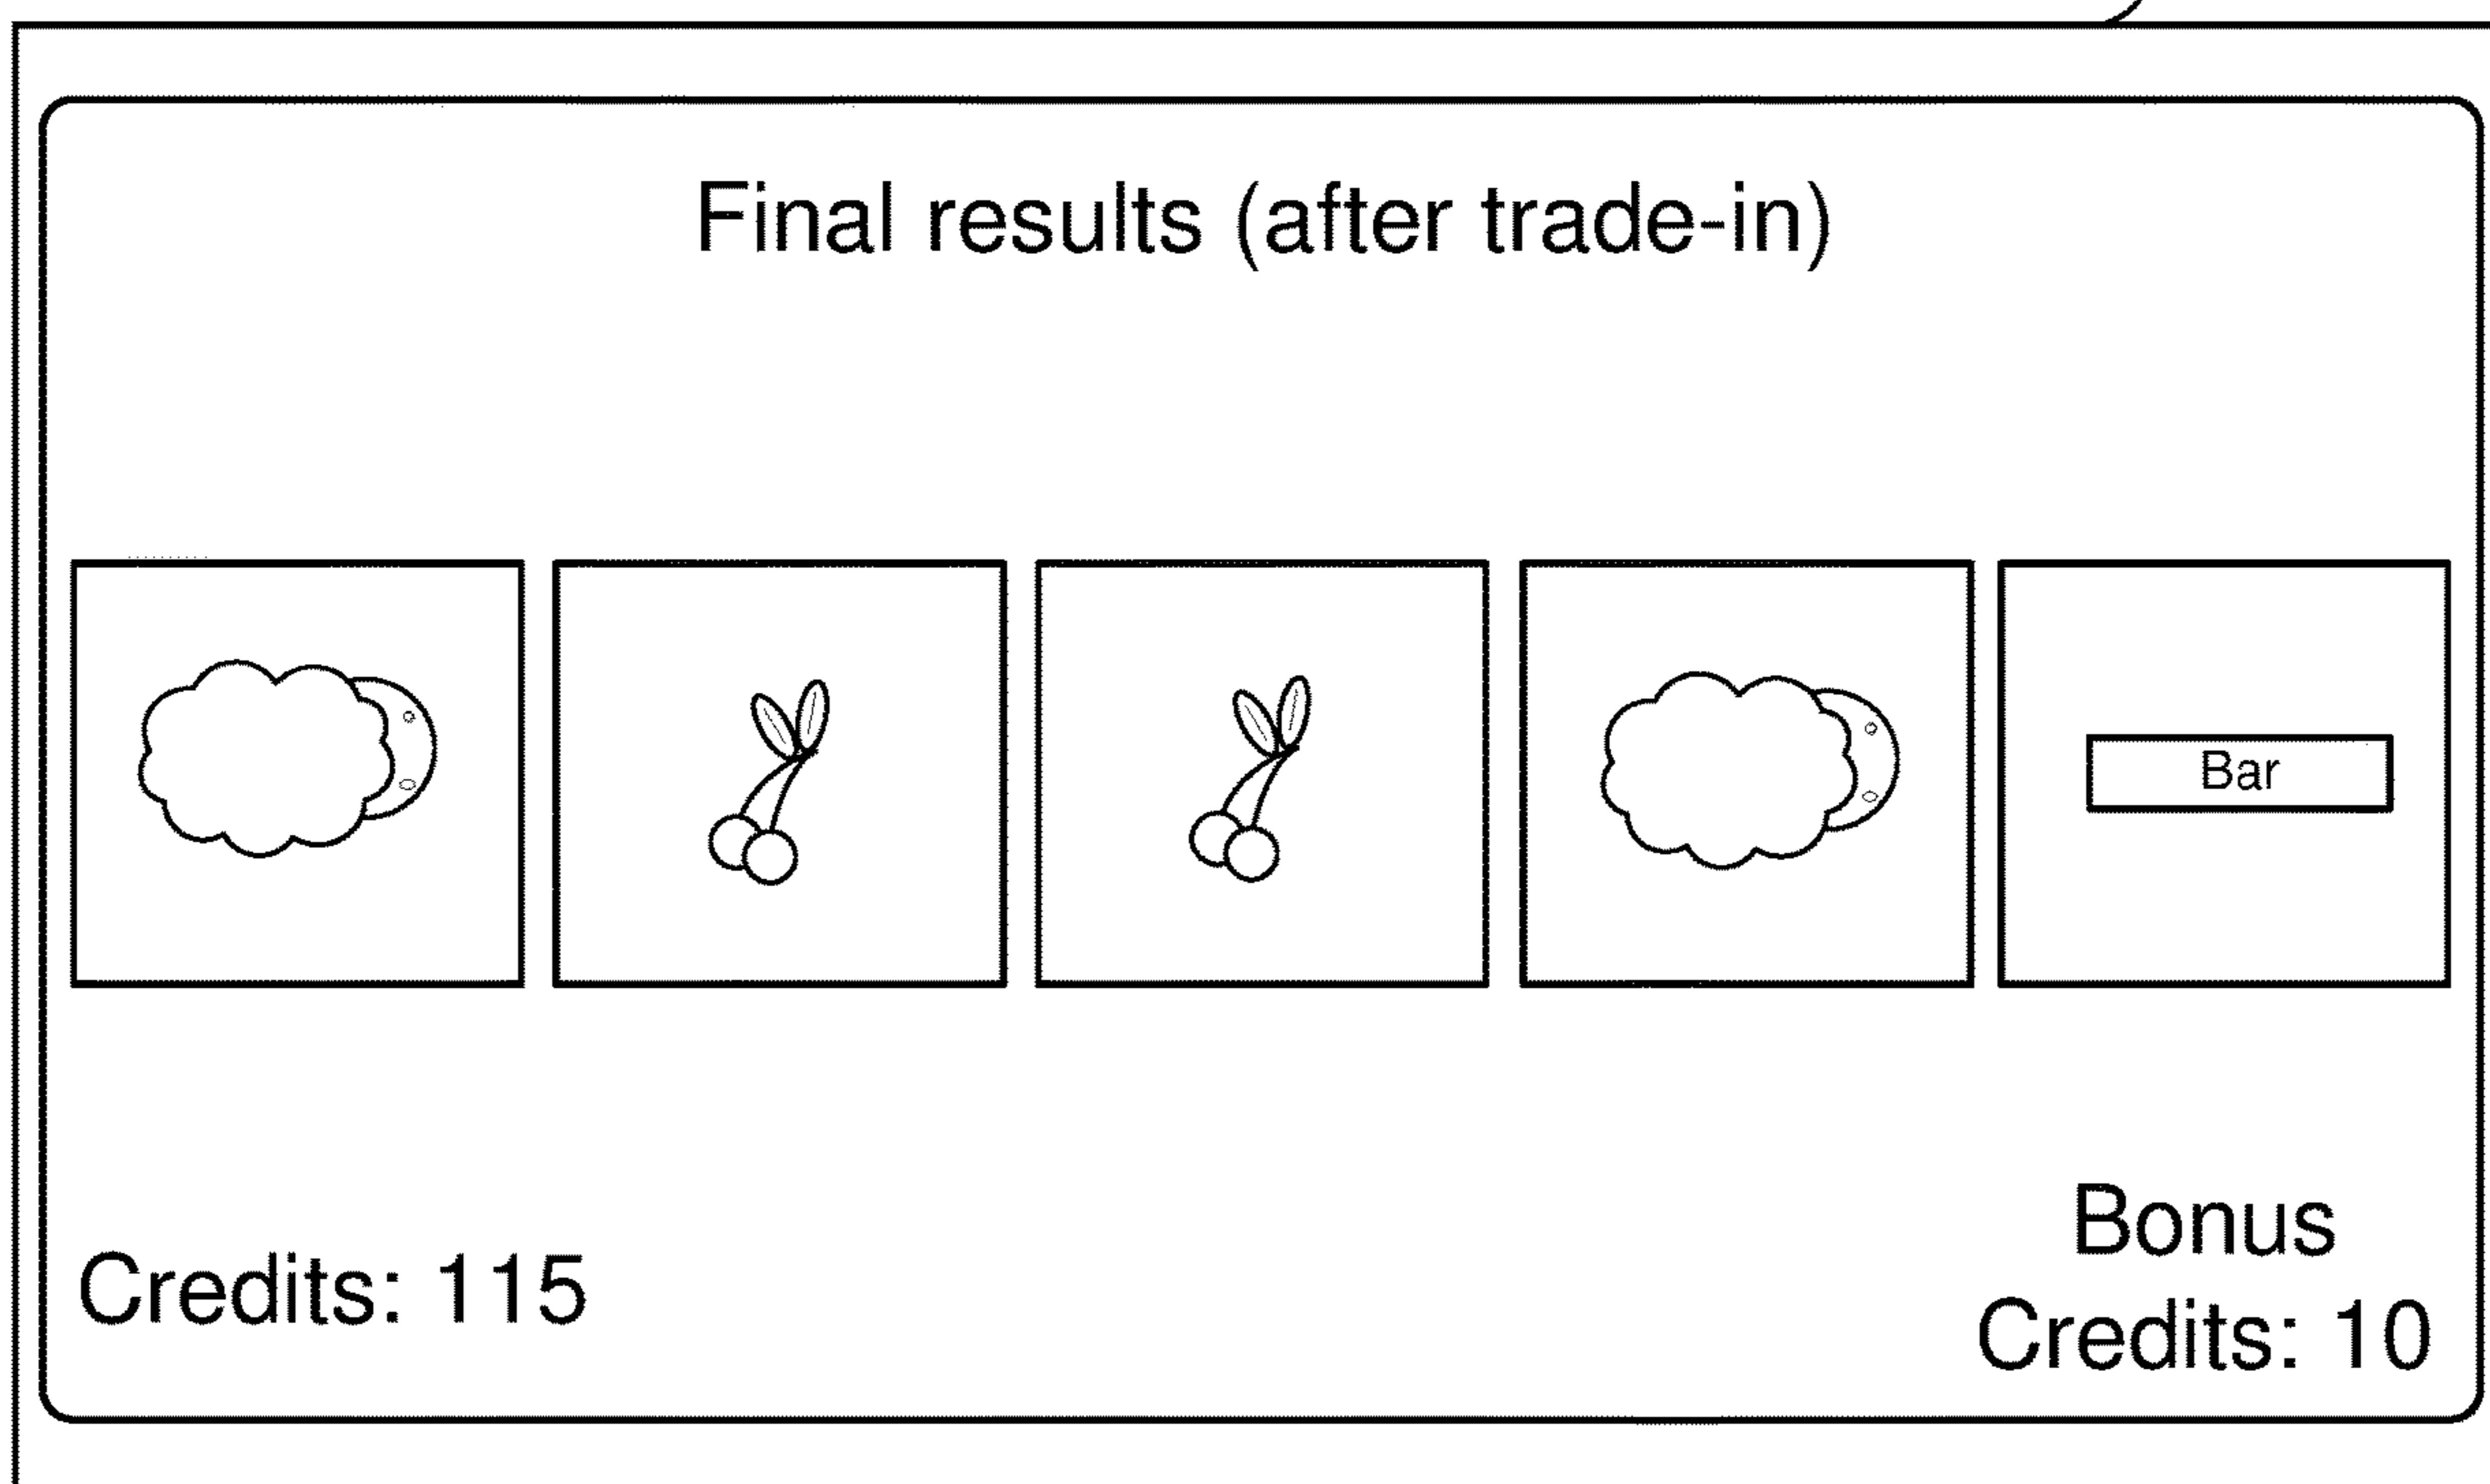 Final results (after trade-in)
Bar
Credits: 115
Bonus
Credits: 10